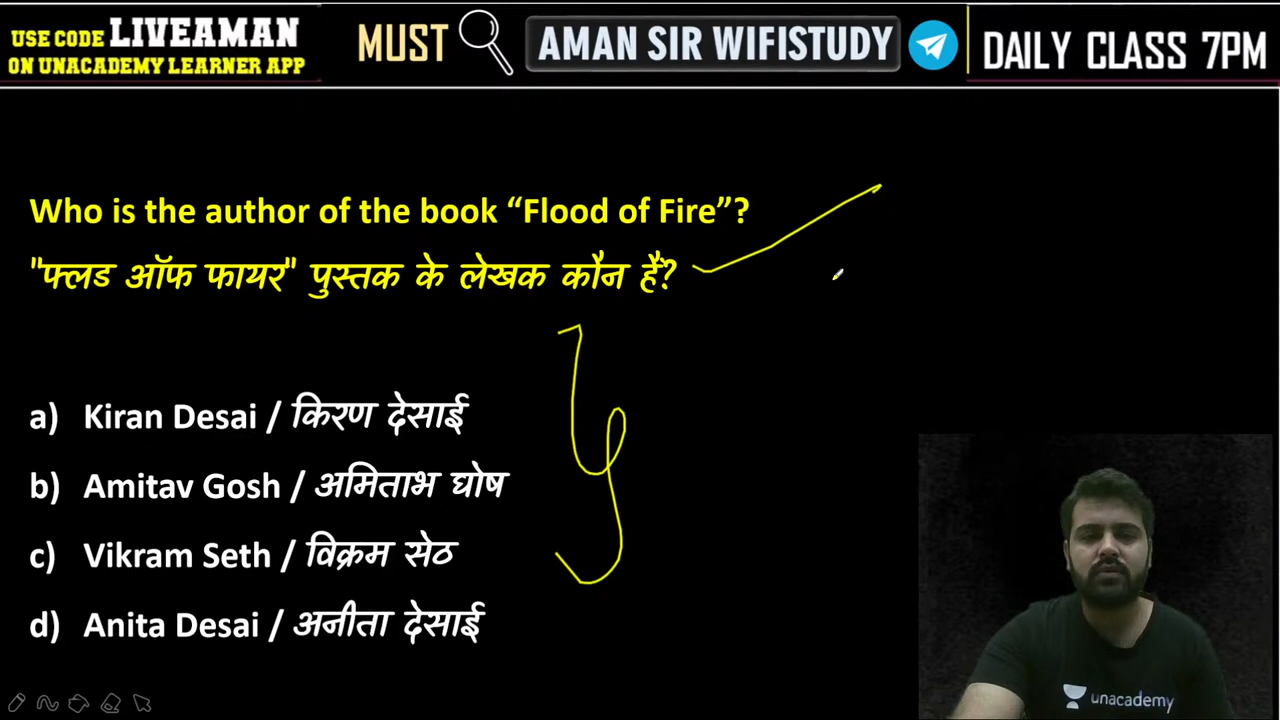 USE CODE LIVEAMAN
ON UNACADEMY LEARNER APP
MUST
AMAN SIR WIFISTUDY
DAILY CLASS 7PM
Who is the author of the book “Flood of Fire”?
"फ्लड ऑफ फायर" पुस्तक के लेखक कौन हैं?
a) Kiran Desai / किरण देसाई
b) Amitav Gosh / अमिताभ घोष
c) Vikram Seth / विक्रम सेठ
d) Anita Desai / अनीता देसाई
unacademy